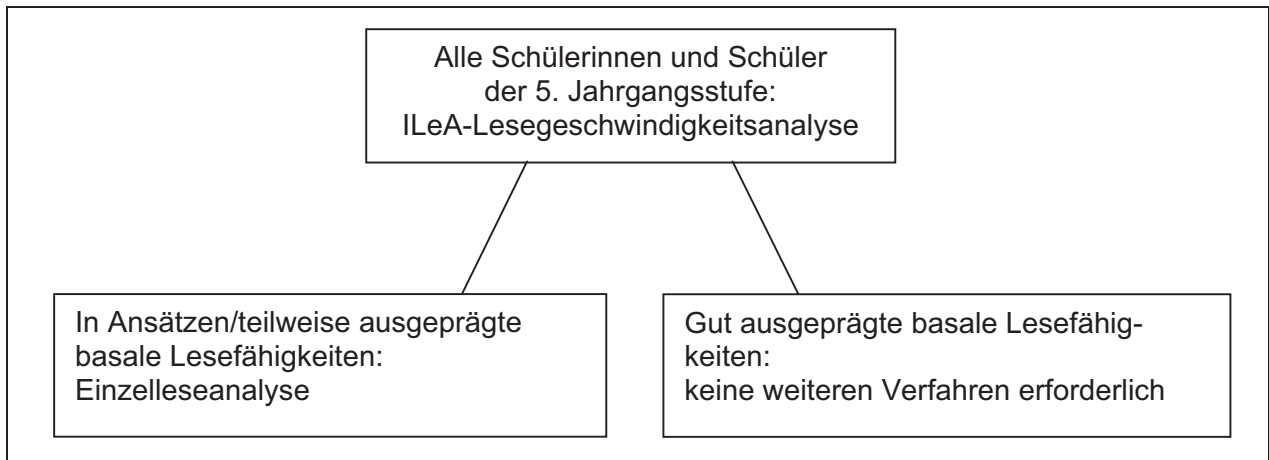 Alle Schülerinnen und Schüler
der 5. Jahrgangsstufe:
ILeA-Lesegeschwindigkeitsanalyse
In Ansätzen/teilweise ausgeprägte
basale Lesefähigkeiten:
Einzelleseanalyse
Gut ausgeprägte basale Lesefähig-
keiten:
keine weiteren Verfahren erforderlich